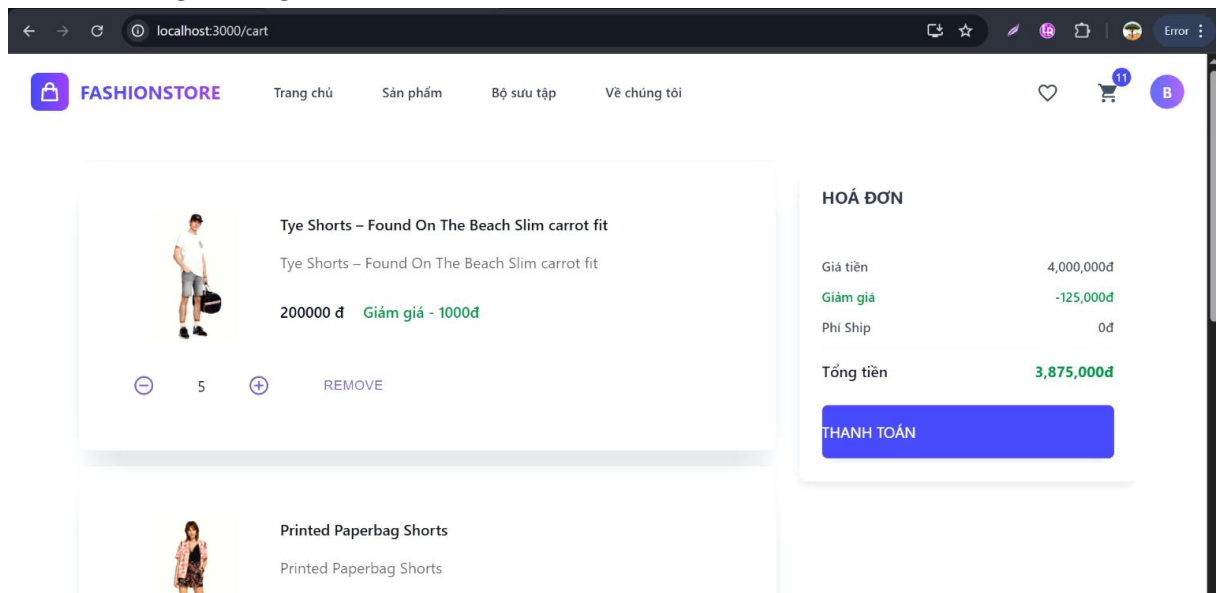 localhost:3000/cart
Error
FASHIONSTORE Trang chủ Sản phẩm Bộ sưu tập Về chúng tôi 11 B
Tye Shorts – Found On The Beach Slim carrot fit
Tye Shorts – Found On The Beach Slim carrot fit
200000 đ Giảm giá - 1000đ
5 REMOVE
Printed Paperbag Shorts
Printed Paperbag Shorts
HOÁ ĐƠN
Giá tiền 4,000,000đ
Giảm giá -125,000đ
Phí Ship 0đ
Tổng tiền 3,875,000đ
THANH TOÁN